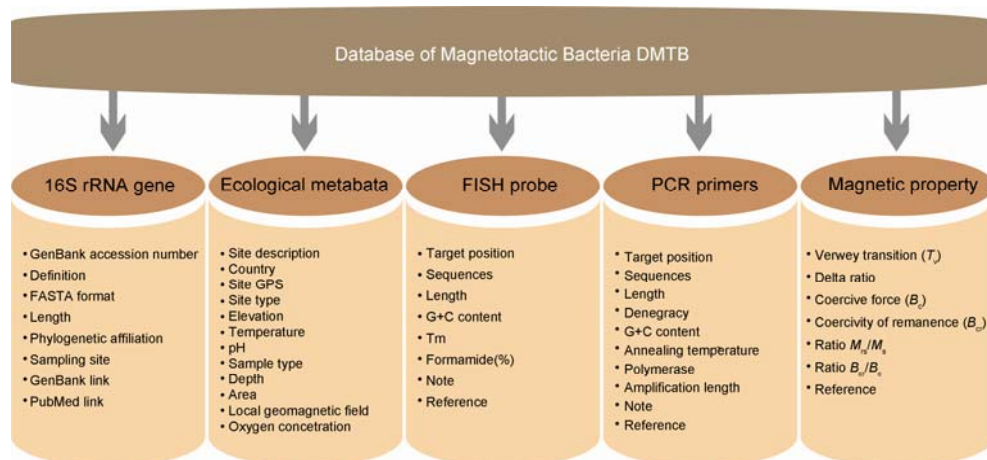 Database of Magnetotactic Bacteria DMTB
16S rRNA gene
• GenBank accession number
• Definition
• FASTA format
• Length
• Phylogenetic affiliation
• Sampling site
• GenBank link
• PubMed link
Ecological metabata
• Site description
• Country
• Site GPS
• Site type
• Elevation
• Temperature
• pH
• Sample type
• Depth
• Area
• Local geomagnetic field
• Oxygen concetration
FISH probe
• Target position
• Sequences
• Length
• G+C content
• Tm
• Formamide(%)
• Note
• Reference
PCR primers
• Target position
• Sequences
• Length
• Denegracy
• G+C content
• Annealing temperature
• Polymerase
• Amplification length
• Note
• Reference
Magnetic property
• Verwey transition (Tv)
• Delta ratio
• Coercive force (Bc)
• Coercivity of remanence (Bcr)
• Ratio Mrs/Ms
• Ratio Bcr/Bc
• Reference